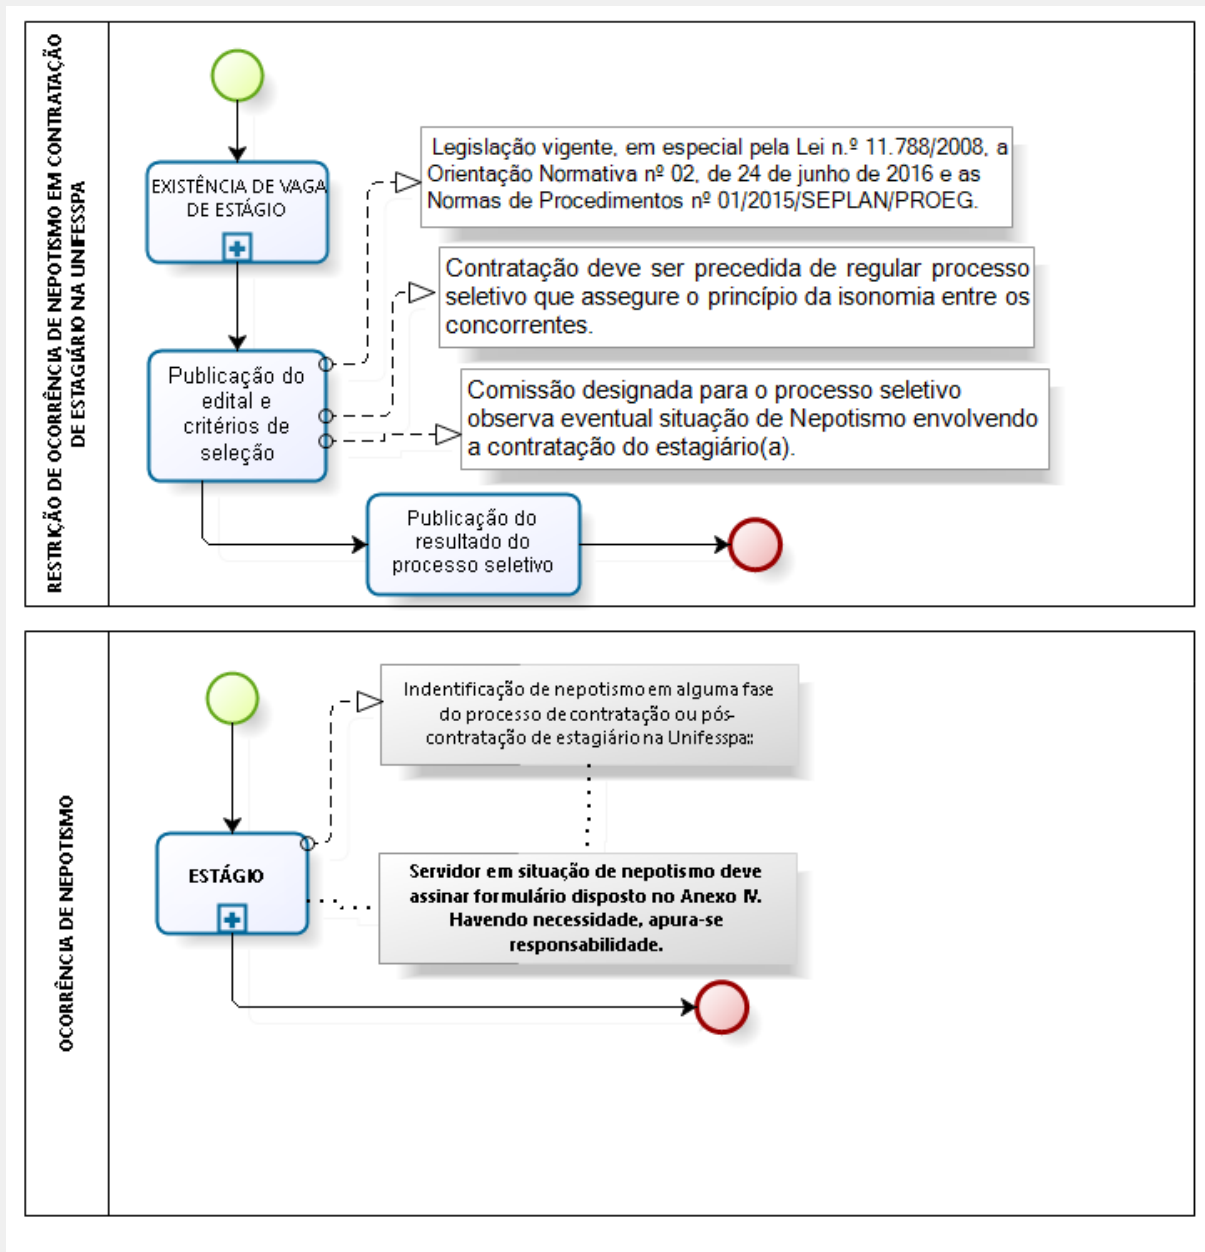 RESTRIÇÃO DE OCORRÊNCIA DE NEPOTISMO EM CONTRATAÇÃO
DE ESTAGIÁRIO NA UNIFESSPA
EXISTÊNCIA DE VAGA
DE ESTÁGIO
Legislação vigente, em especial pela Lei n.º 11.788/2008, a
Orientação Normativa nº 02, de 24 de junho de 2016 e as
Normas de Procedimentos nº 01/2015/SEPLAN/PROEG.
Contratação deve ser precedida de regular processo
seletivo que assegure o princípio da isonomia entre os
concorrentes.
Publicação do
edital e
critérios de
seleção
Comissão designada para o processo seletivo
observa eventual situação de Nepotismo envolvendo
a contratação do estagiário(a).
Publicação do
resultado do
processo seletivo
OCORRÊNCIA DE NEPOTISMO
Indentificação de nepotismo em alguma fase
do processo de contratação ou pós-
contratação de estagiário na Unifesspa::
ESTÁGIO
Servidor em situação de nepotismo deve
assinar formulário disposto no Anexo IV.
Havendo necessidade, apura-se
responsabilidade.